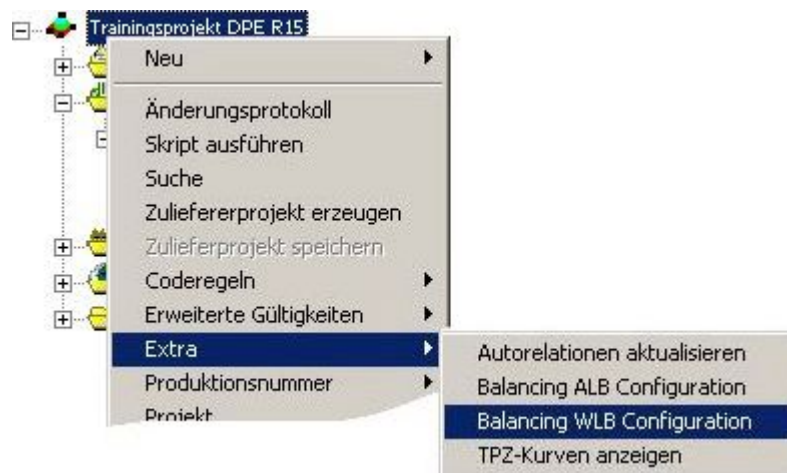 Trainingsprojekt DPE R15
Neu
Änderungsprotokoll
Skript ausführen
Suche
Zuliefererprojekt erzeugen
Zulieferprojekt speichern
Coderegeln
Erweiterte Gültigkeiten
Extra
Produktionsnummer
Projekt
Autorelationen aktualisieren
Balancing ALB Configuration
Balancing WLB Configuration
TPZ-Kurven anzeigen